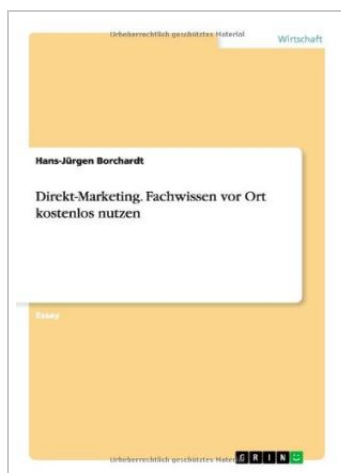 Urheberrechtlich geschütztes Material
Wirtschaft
Hans-Jürgen Borchardt
Direkt-Marketing. Fachwissen vor Ort
kostenlos nutzen
Essay
Urheberrechtlich geschütztes Material
GRIN